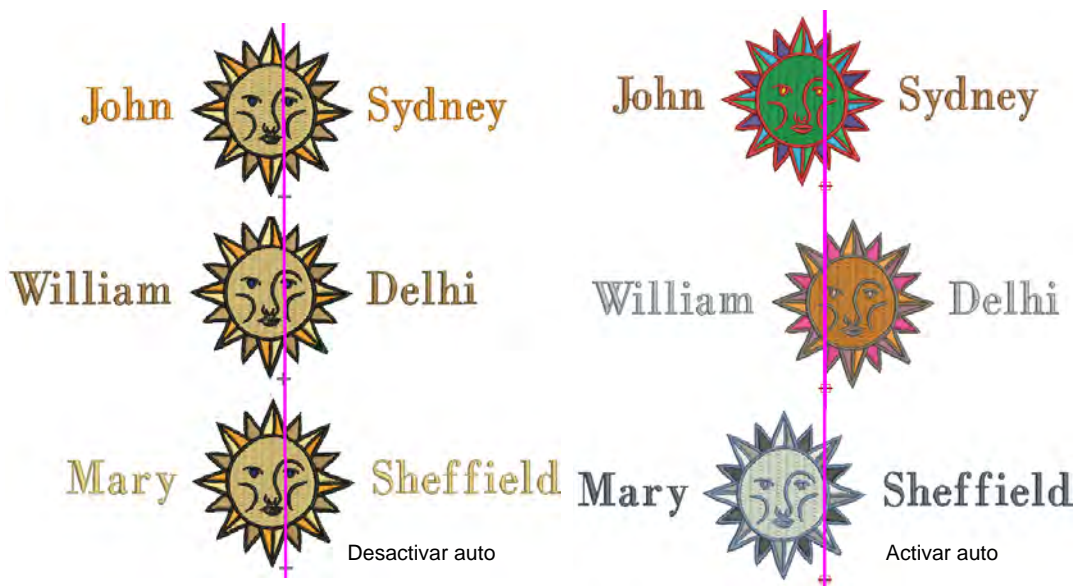 John Sydney
William Delhi
Mary Sheffield
Desactivar auto
John Sydney
William Delhi
Mary Sheffield
Activar auto